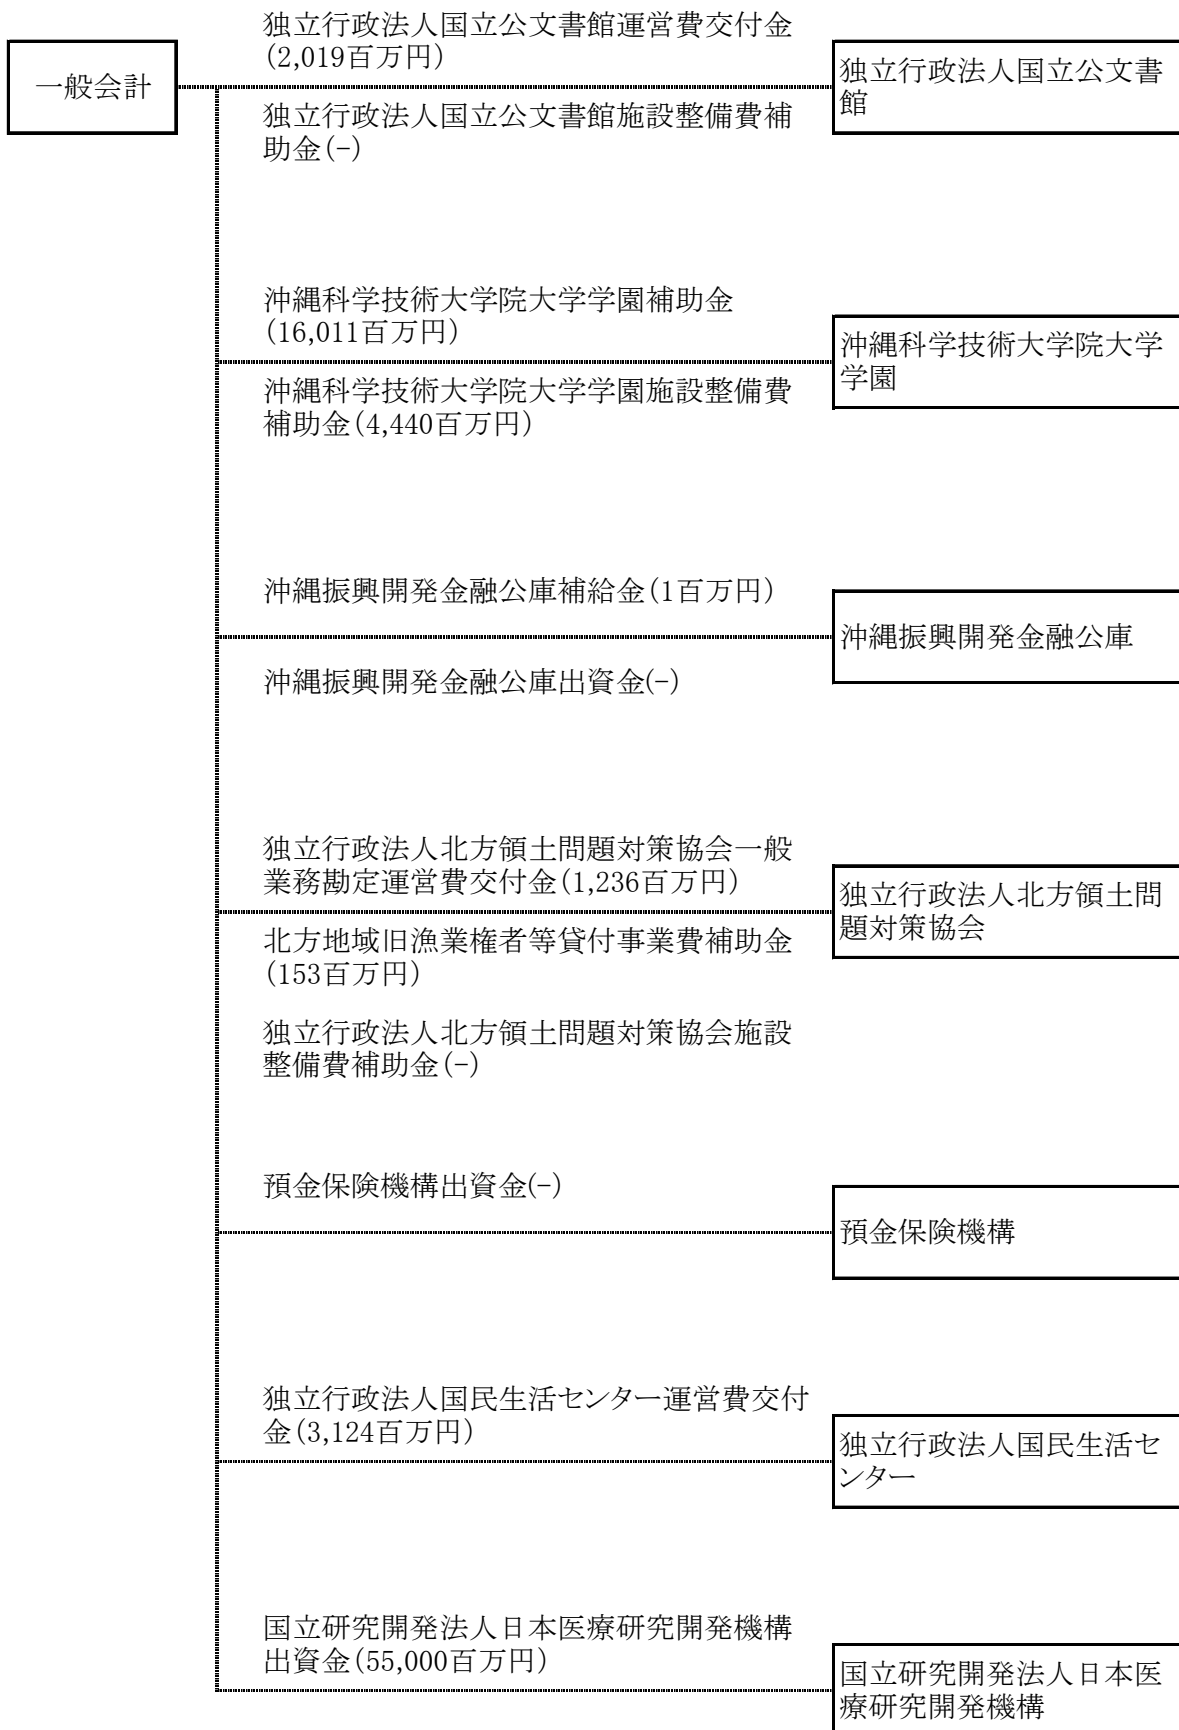 独立行政法人国立公文書館運営費交付金
(2,019百万円)
一般会計
独立行政法人国立公文書
館
独立行政法人国立公文書館施設整備費補
助金(-)
沖縄科学技術大学院大学学園補助金
(16,011百万円)
沖縄科学技術大学院大学
学園
沖縄科学技術大学院大学学園施設整備費
補助金(4,440百万円)
沖縄振興開発金融公庫補給金(1百万円)
沖縄振興開発金融公庫
沖縄振興開発金融公庫出資金(-)
独立行政法人北方領土問題対策協会一般
業務勘定運営費交付金(1,236百万円)
独立行政法人北方領土問
題対策協会
北方地域旧漁業権者等貸付事業費補助金
(153百万円)
独立行政法人北方領土問題対策協会施設
整備費補助金(-)
預金保険機構出資金(-)
預金保険機構
独立行政法人国民生活センター運営費交付
金(3,124百万円)
独立行政法人国民生活セ
ンター
国立研究開発法人日本医療研究開発機構
出資金(55,000百万円)
国立研究開発法人日本医
療研究開発機構